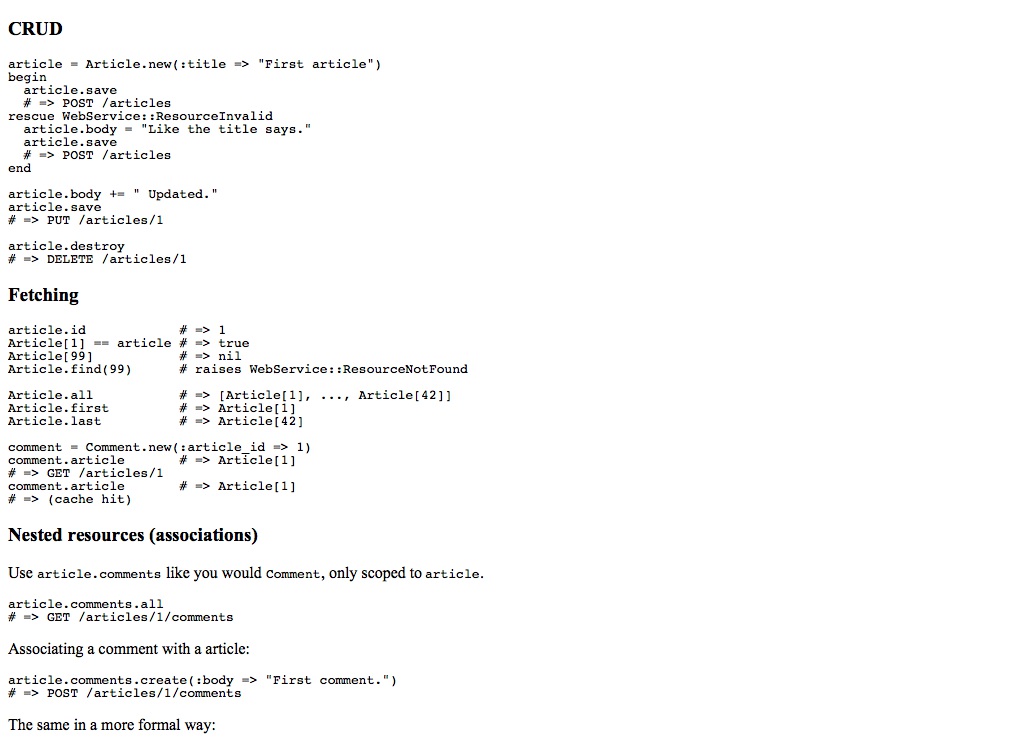 CRUD
article = Article.new(:title => "First article")
begin
  article.save
  # => POST /articles
rescue WebService::ResourceInvalid
  article.body = "Like the title says."
  article.save
  # => POST /articles
end
article.body += " Updated."
article.save
# => PUT /articles/1
article.destroy
# => DELETE /articles/1
Fetching
article.id            # => 1
Article[1] == article # => true
Article[99]           # => nil
Article.find(99)      # raises WebService::ResourceNotFound
Article.all           # => [Article[1], ..., Article[42]]
Article.first         # => Article[1]
Article.last          # => Article[42]
comment = Comment.new(:article_id => 1)
comment.article       # => Article[1]
# => GET /articles/1
comment.article       # => Article[1]
# => (cache hit)
Nested resources (associations)
Use article.comments like you would Comment, only scoped to article.
article.comments.all
# => GET /articles/1/comments
Associating a comment with a article:
article.comments.create(:body => "First comment.")
# => POST /articles/1/comments
The same in a more formal way: